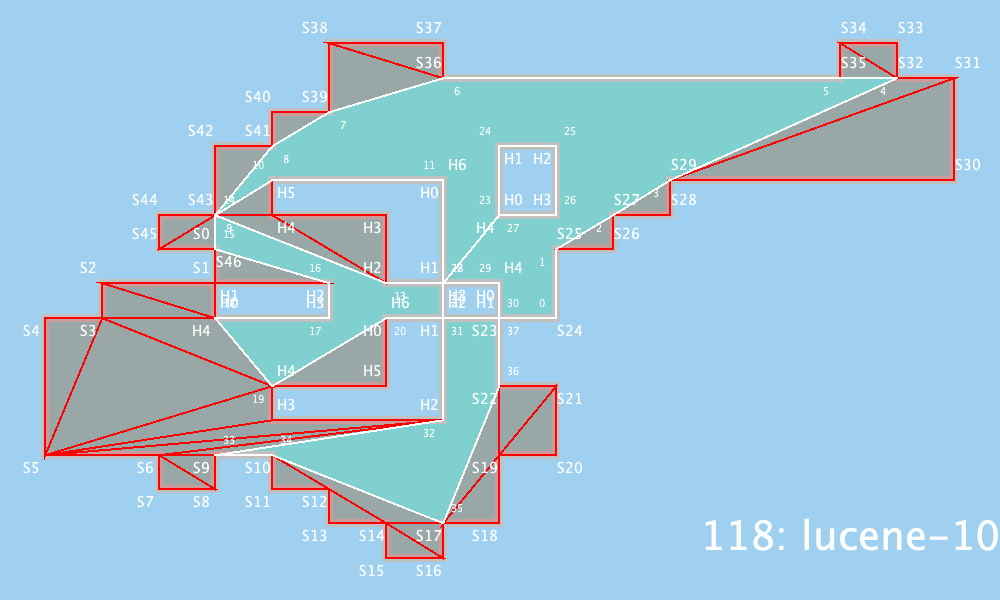 S38 S37 S34 S33
S36 S35 S32 S31
6 5 4
S40 S39
7
S42 S41 24 25
8 10 11 H6 H1 H2 S29 S30
H5 H0 3
S44 S43 14 23 H0 H3 26 S27 S28
H4 H3 H4 27 2
S45 S0 9 15 S25 S26
S46 1
S2 S1 16 H2 H1 28 29 H4
H1 H2 13 H0
H3 H6 H2 H1 30 0
S4 S3 H4 17 H0 20 H1 31 S23 37 S24
H4 H5 36
19 H3 H2 S22 S21
33 34 32
S5 S6 S9 S10 S19 S20
S7 S8 S11 S12
35
S13 S14 S17 S18
118: lucene-10
S15 S16